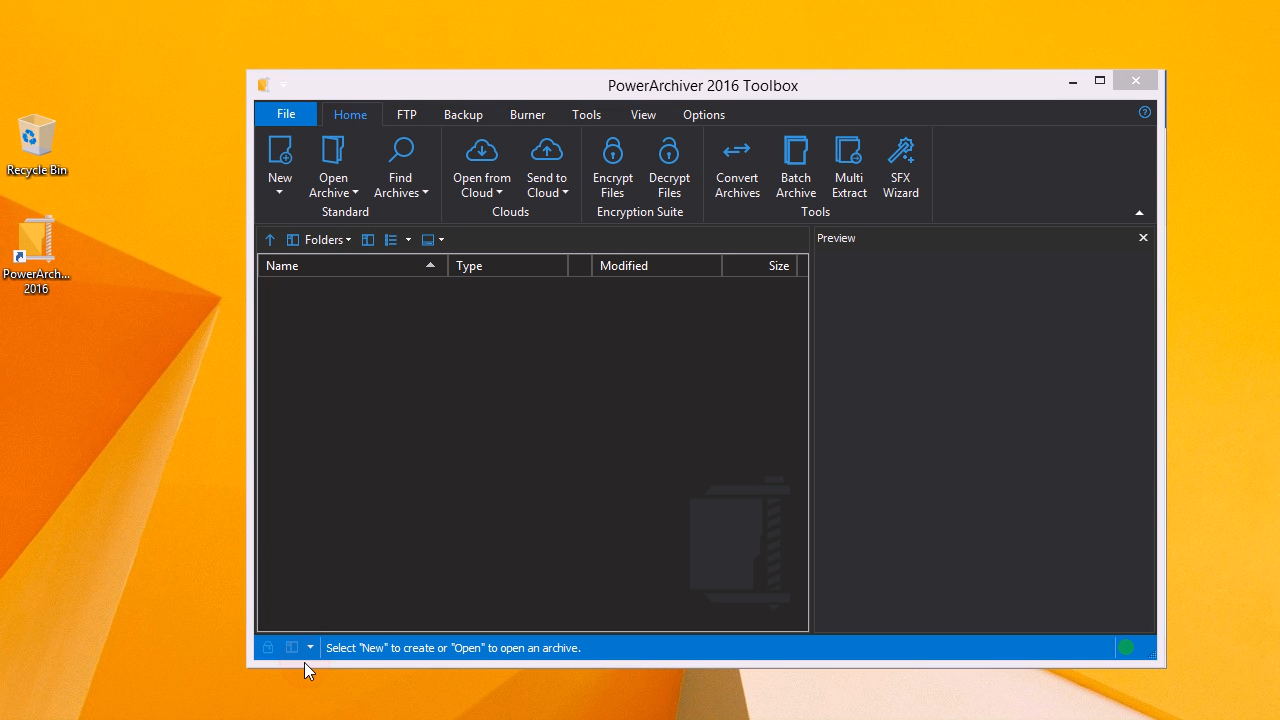 PowerArchiver 2016 Toolbox
File Home FTP Backup Burner Tools View Options
New
Open Archive
Find Archives
Standard
Open from Cloud
Send to Cloud
Clouds
Encrypt Files
Decrypt Files
Encryption Suite
Convert Archives
Batch Archive
Multi Extract
SFX Wizard
Tools
Folders
Preview
Name Type Modified Size
Select "New" to create or "Open" to open an archive.
Recycle Bin
PowerArch...
2016